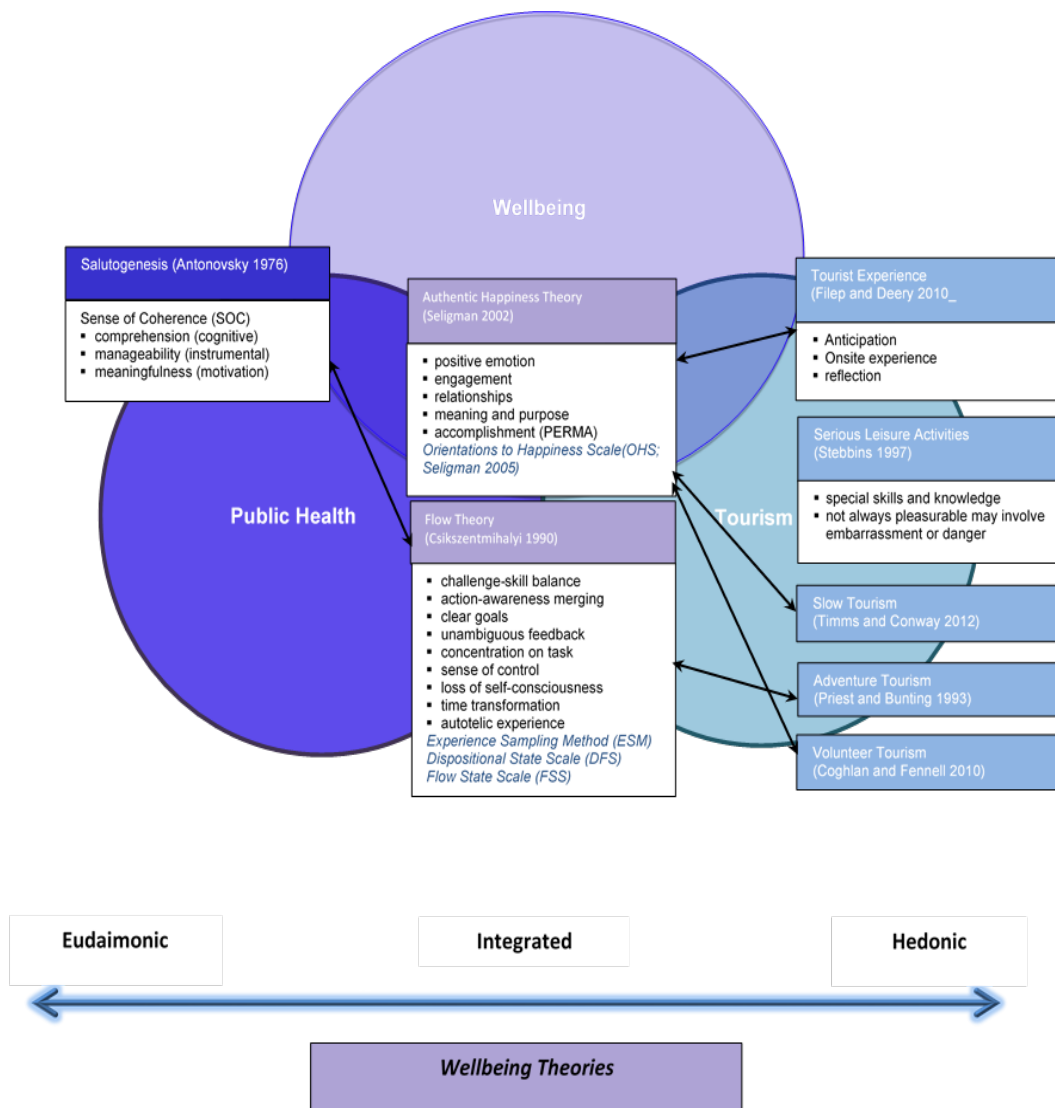 Wellbeing
Salutogenesis (Antonovsky 1976)
Sense of Coherence (SOC)
▪ comprehension (cognitive)
▪ manageability (instrumental)
▪ meaningfulness (motivation)
Public Health
Authentic Happiness Theory
(Seligman 2002)
▪ positive emotion
▪ engagement
▪ relationships
▪ meaning and purpose
▪ accomplishment (PERMA)
Orientations to Happiness Scale(OHS;
Seligman 2005)
Flow Theory
(Csikszentmihalyi 1990)
▪ challenge-skill balance
▪ action-awareness merging
▪ clear goals
▪ unambiguous feedback
▪ concentration on task
▪ sense of control
▪ loss of self-consciousness
▪ time transformation
▪ autotelic experience
Experience Sampling Method (ESM)
Dispositional State Scale (DFS)
Flow State Scale (FSS)
Tourism
Tourist Experience
(Filep and Deery 2010_
▪ Anticipation
▪ Onsite experience
▪ reflection
Serious Leisure Activities
(Stebbins 1997)
▪ special skills and knowledge
▪ not always pleasurable may involve
embarrassment or danger
Slow Tourism
(Timms and Conway 2012)
Adventure Tourism
(Priest and Bunting 1993)
Volunteer Tourism
(Coghlan and Fennell 2010)
Eudaimonic
Integrated
Hedonic
Wellbeing Theories